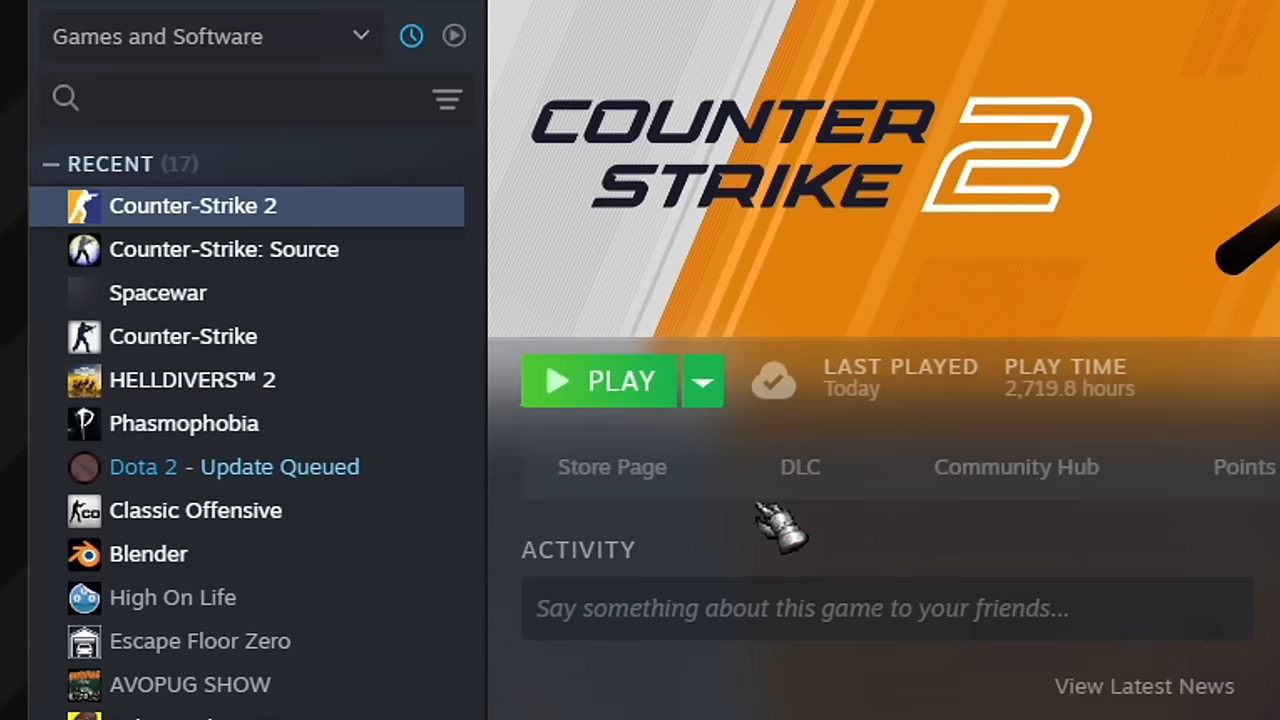 Games and Software
— RECENT (17)
Counter-Strike 2
Counter-Strike: Source
Spacewar
Counter-Strike
HELLDIVERS™ 2
Phasmophobia
Dota 2 - Update Queued
CO
Classic Offensive
Blender
High On Life
Escape Floor Zero
AVOPUG SHOW
COUNTER
STRIKE 2
PLAY
LAST PLAYED
Today
PLAY TIME
2,719.8 hours
Store Page
DLC
Community Hub
Points
ACTIVITY
Say something about this game to your friends...
View Latest News